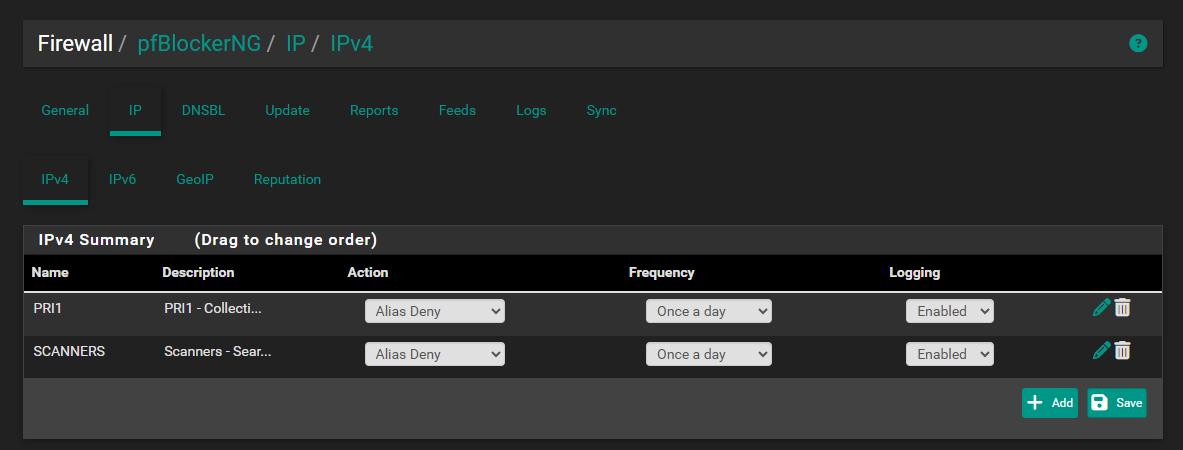 Firewall / pfBlockerNG / IP / IPv4
?
General IP DNSBL Update Reports Feeds Logs Sync
IPv4 IPv6 GeoIP Reputation
IPv4 Summary (Drag to change order)
Name Description Action Frequency Logging
PRI1 PRI1 - Collecti... Alias Deny Once a day Enabled
SCANNERS Scanners - Sear... Alias Deny Once a day Enabled
Add Save